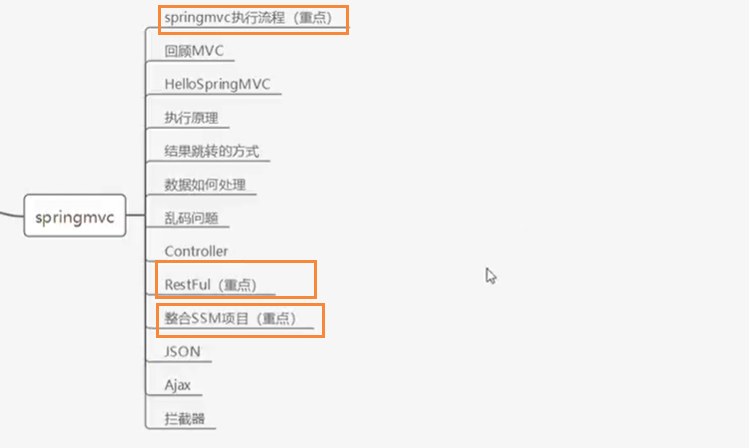 springmvc执行流程（重点）
回顾MVC
HelloSpringMVC
执行原理
结果跳转的方式
数据如何处理
springmvc
乱码问题
Controller
RestFul（重点）
整合SSM项目（重点）
JSON
Ajax
拦截器